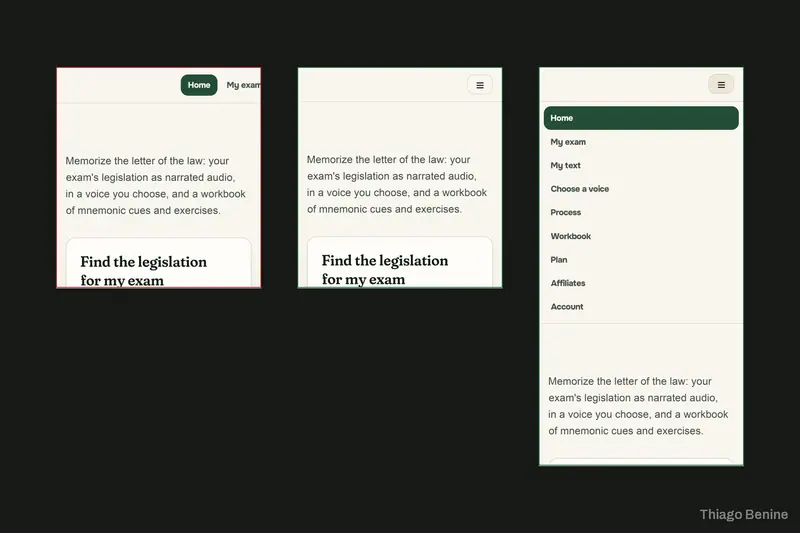 Home My exam
Memorize the letter of the law: your
exam's legislation as narrated audio,
in a voice you choose, and a workbook
of mnemonic cues and exercises.
Find the legislation
for my exam
Memorize the letter of the law: your
exam's legislation as narrated audio,
in a voice you choose, and a workbook
of mnemonic cues and exercises.
Find the legislation
for my exam
Home
My exam
My text
Choose a voice
Process
Workbook
Plan
Affiliates
Account
Memorize the letter of the law: your
exam's legislation as narrated audio,
in a voice you choose, and a workbook
of mnemonic cues and exercises.
Thiago Benine